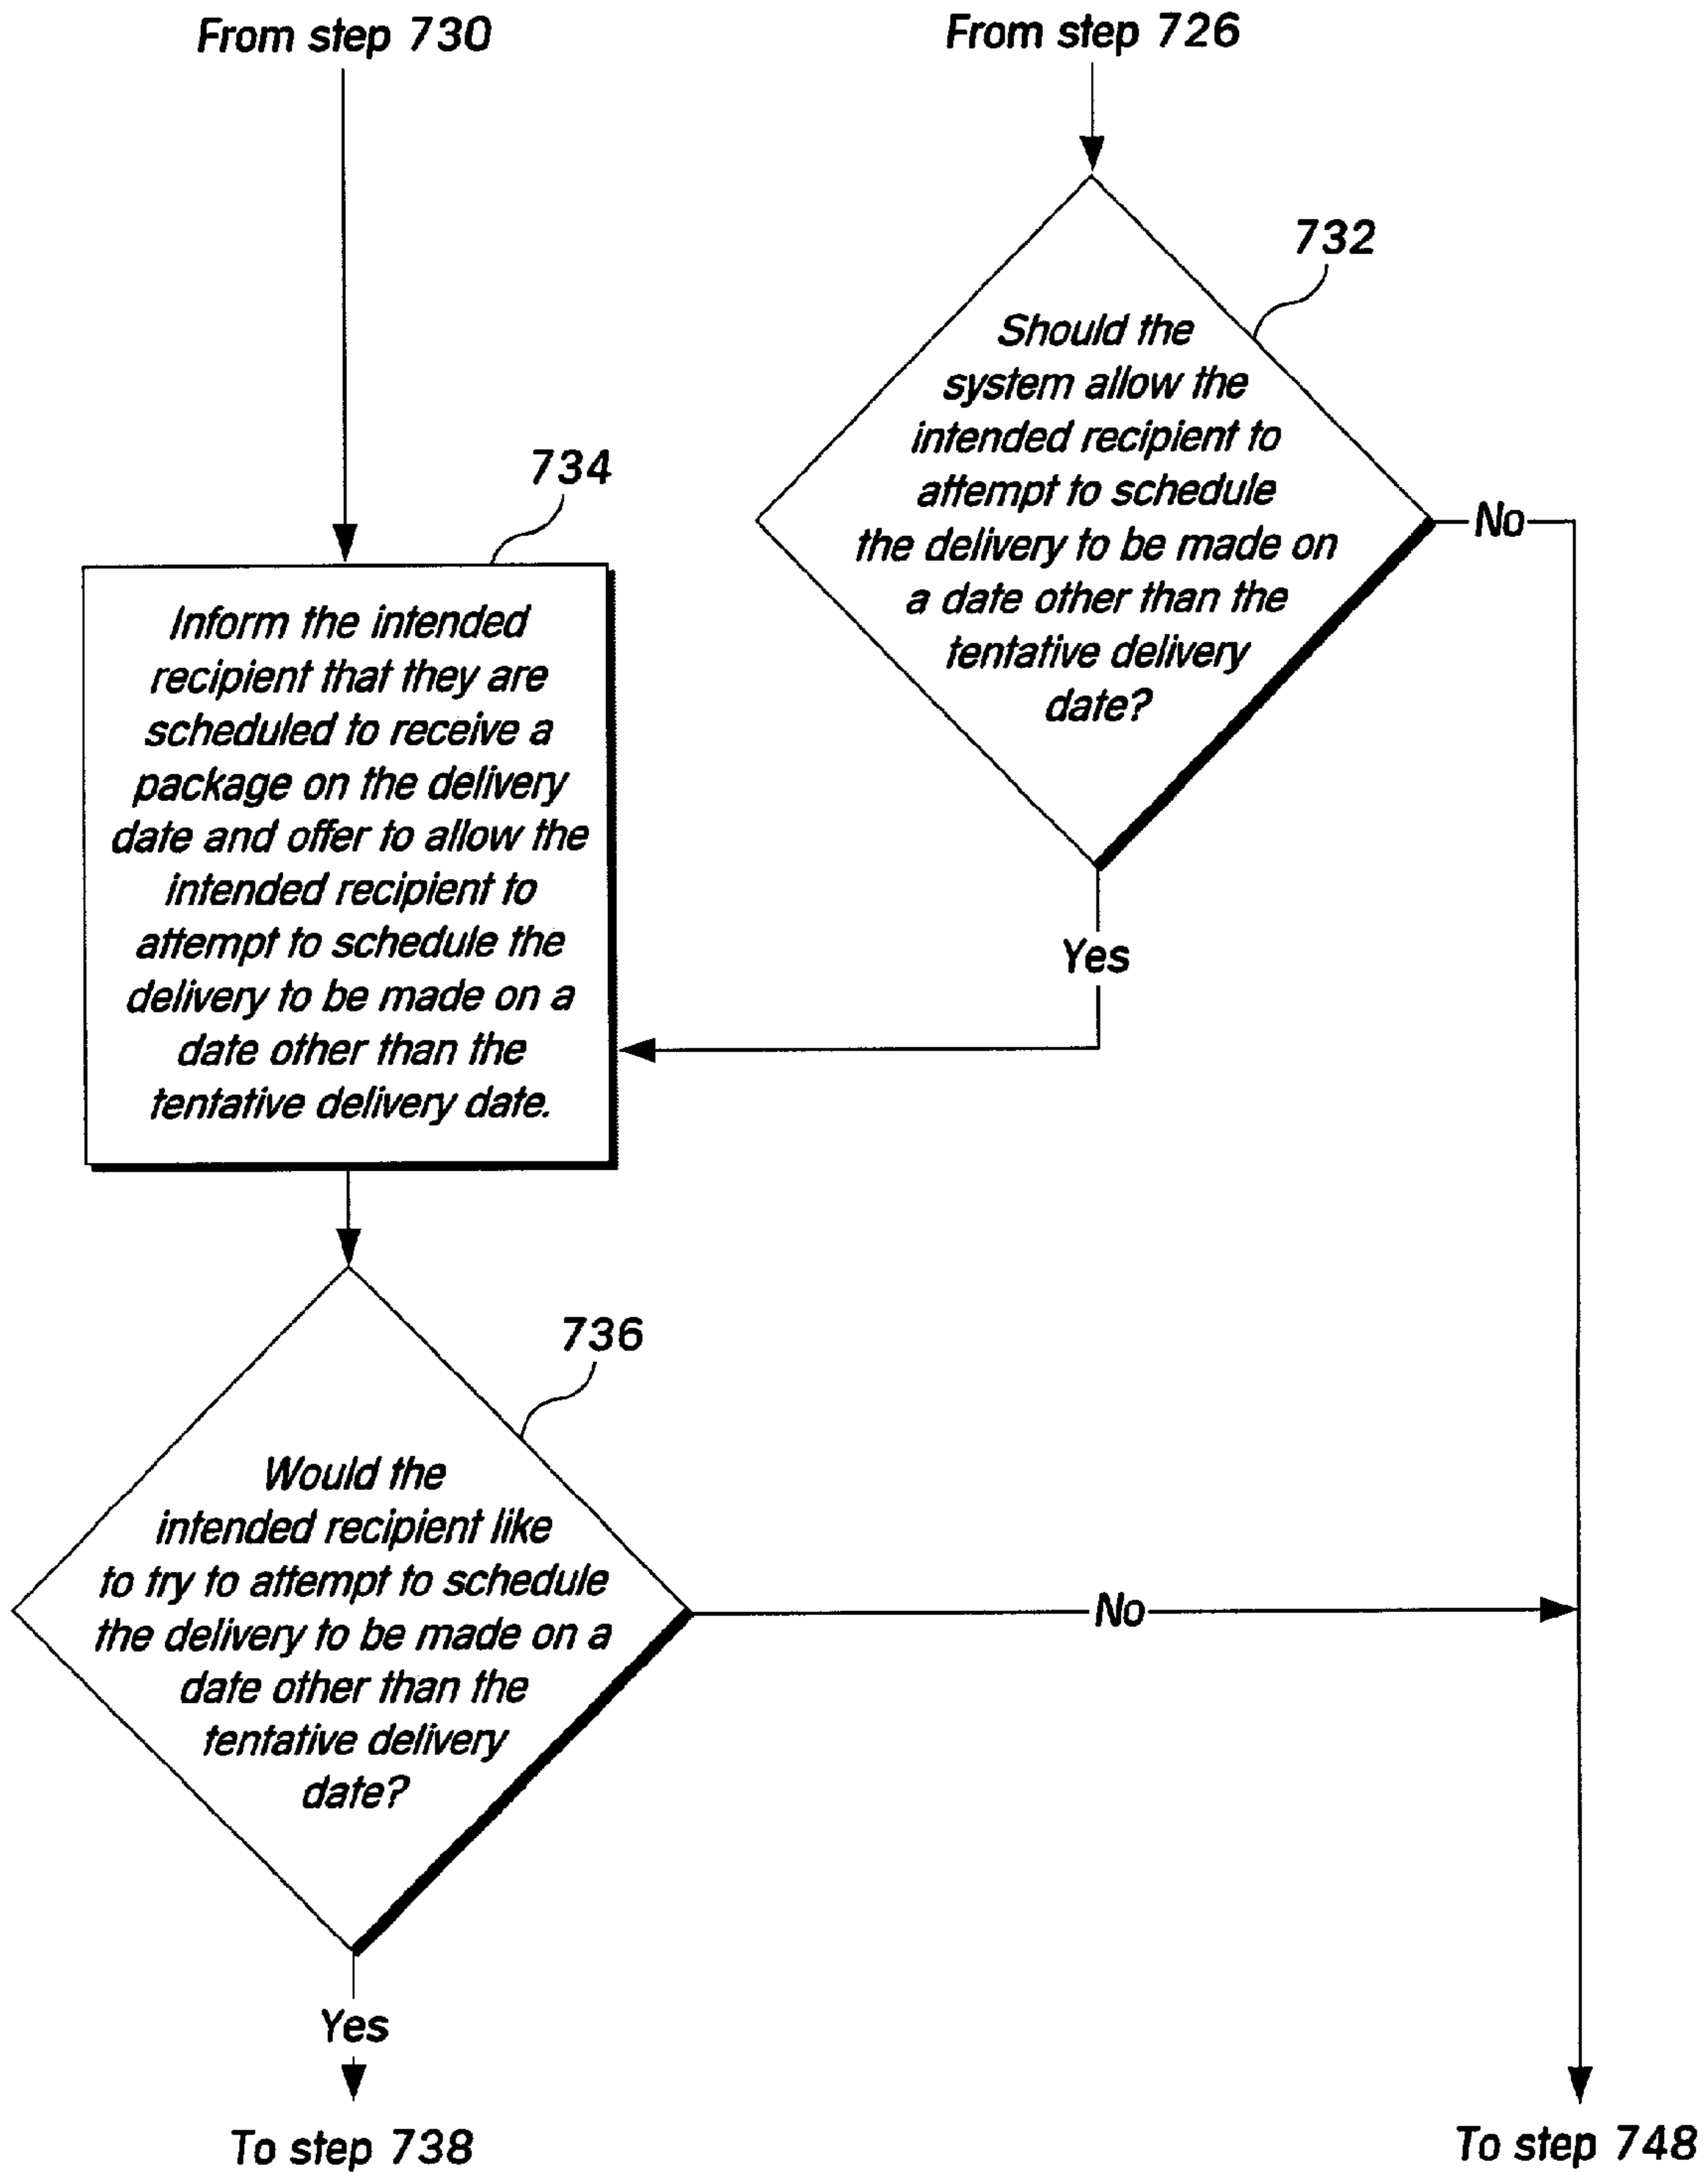 From step 730
From step 726
732
Should the
system allow the
intended recipient to
attempt to schedule
the delivery to be made on
a date other than the
tentative delivery
date?
No
Yes
734
Inform the intended
recipient that they are
scheduled to receive a
package on the delivery
date and offer to allow the
intended recipient to
attempt to schedule the
delivery to be made on a
date other than the
tentative delivery date.
736
Would the
intended recipient like
to try to attempt to schedule
the delivery to be made on a
date other than the
tentative delivery
date?
No
Yes
To step 738
To step 748